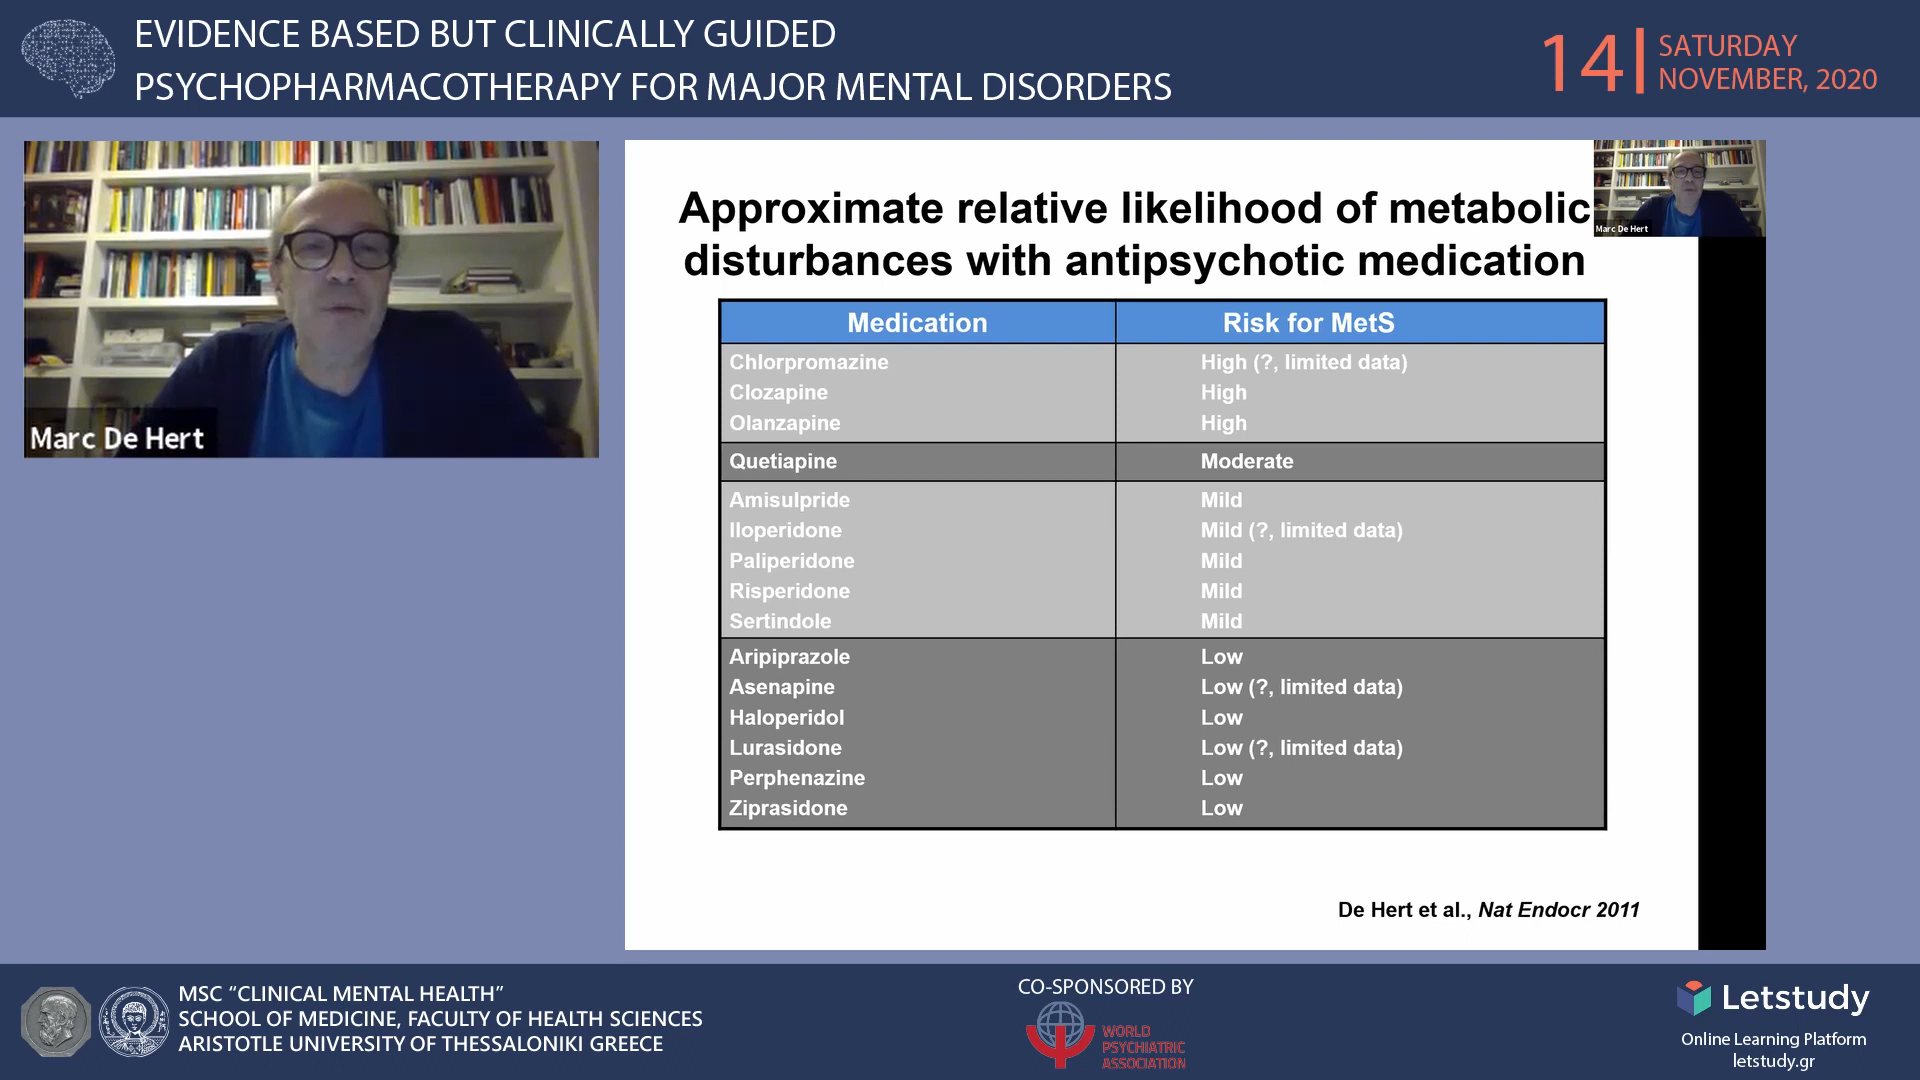 EVIDENCE BASED BUT CLINICALLY GUIDED
PSYCHOPHARMACOTHERAPY FOR MAJOR MENTAL DISORDERS
14
SATURDAY
NOVEMBER, 2020
Marc De Hert
Marc De Hert
Approximate relative likelihood of metabolic
disturbances with antipsychotic medication
Medication Risk for MetS
Chlorpromazine High (?, limited data)
Clozapine High
Olanzapine High
Quetiapine Moderate
Amisulpride Mild
Iloperidone Mild (?, limited data)
Paliperidone Mild
Risperidone Mild
Sertindole Mild
Aripiprazole Low
Asenapine Low (?, limited data)
Haloperidol Low
Lurasidone Low (?, limited data)
Perphenazine Low
Ziprasidone Low
De Hert et al., Nat Endocr 2011
MSC “CLINICAL MENTAL HEALTH”
SCHOOL OF MEDICINE, FACULTY OF HEALTH SCIENCES
ARISTOTLE UNIVERSITY OF THESSALONIKI GREECE
CO-SPONSORED BY
WORLD
PSYCHIATRIC
ASSOCIATION
Letstudy
Online Learning Platform
letstudy.gr